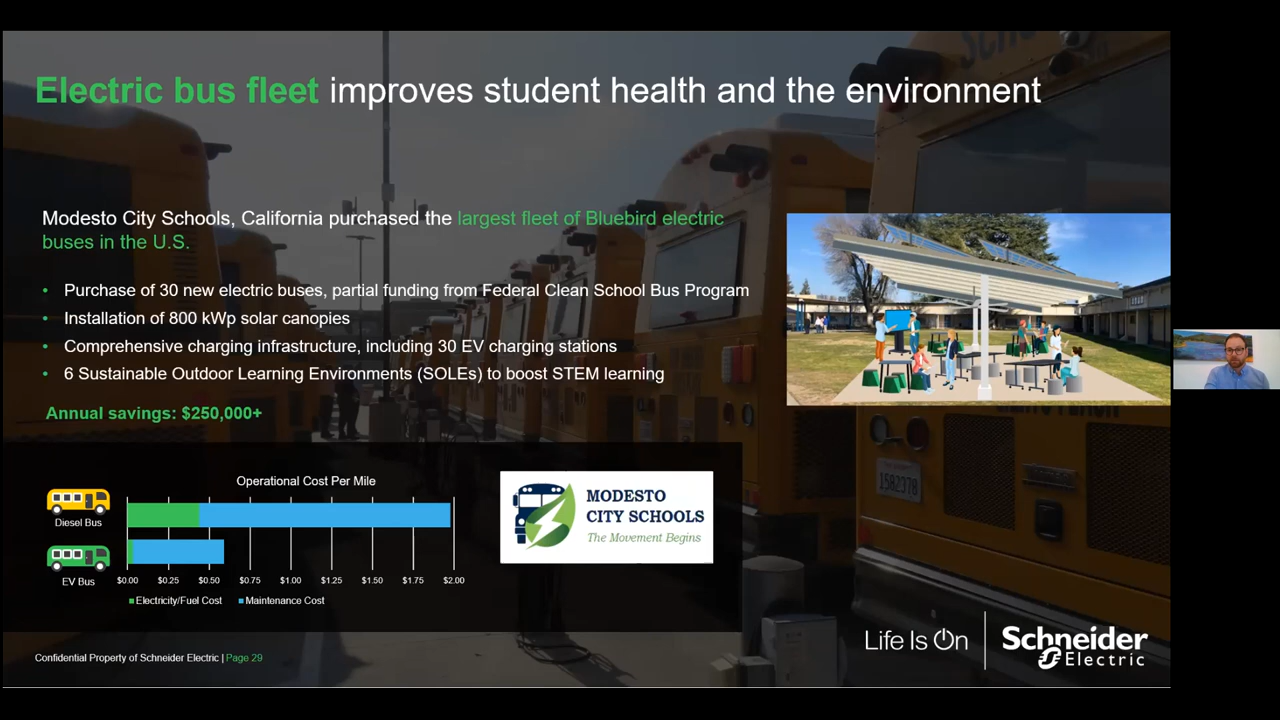 Electric bus fleet improves student health and the environment
Modesto City Schools, California purchased the largest fleet of Bluebird electric
buses in the U.S.
• Purchase of 30 new electric buses, partial funding from Federal Clean School Bus Program
• Installation of 800 kWp solar canopies
• Comprehensive charging infrastructure, including 30 EV charging stations
• 6 Sustainable Outdoor Learning Environments (SOLEs) to boost STEM learning
Annual savings: $250,000+
Operational Cost Per Mile
Diesel Bus
EV Bus
$0.00 $0.25 $0.50 $0.75 $1.00 $1.25 $1.50 $1.75 $2.00
Electricity/Fuel Cost Maintenance Cost
MODESTO
CITY SCHOOLS
The Movement Begins
Confidential Property of Schneider Electric | Page 29
Life Is On
Schneider
Electric